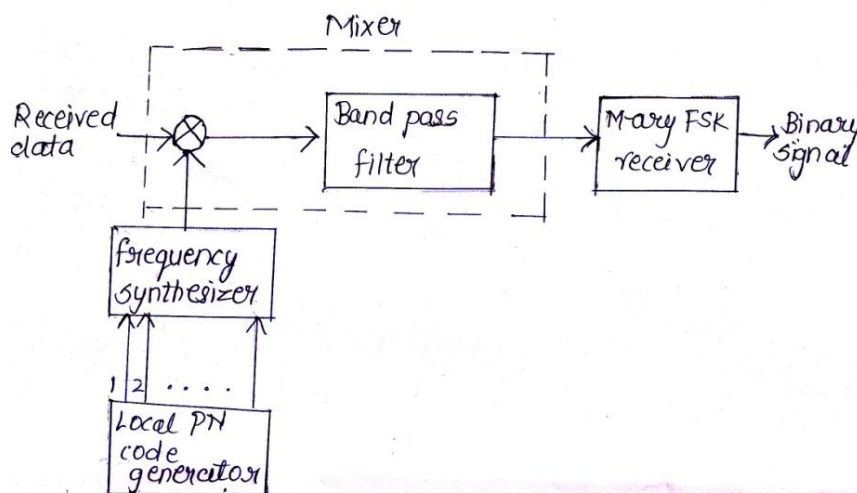 Mixer
Received
data
Band pass
filter
M-ary FSK
receiver
Binary
signal
frequency
synthesizer
1 2 . . . .
Local PN
code
generator